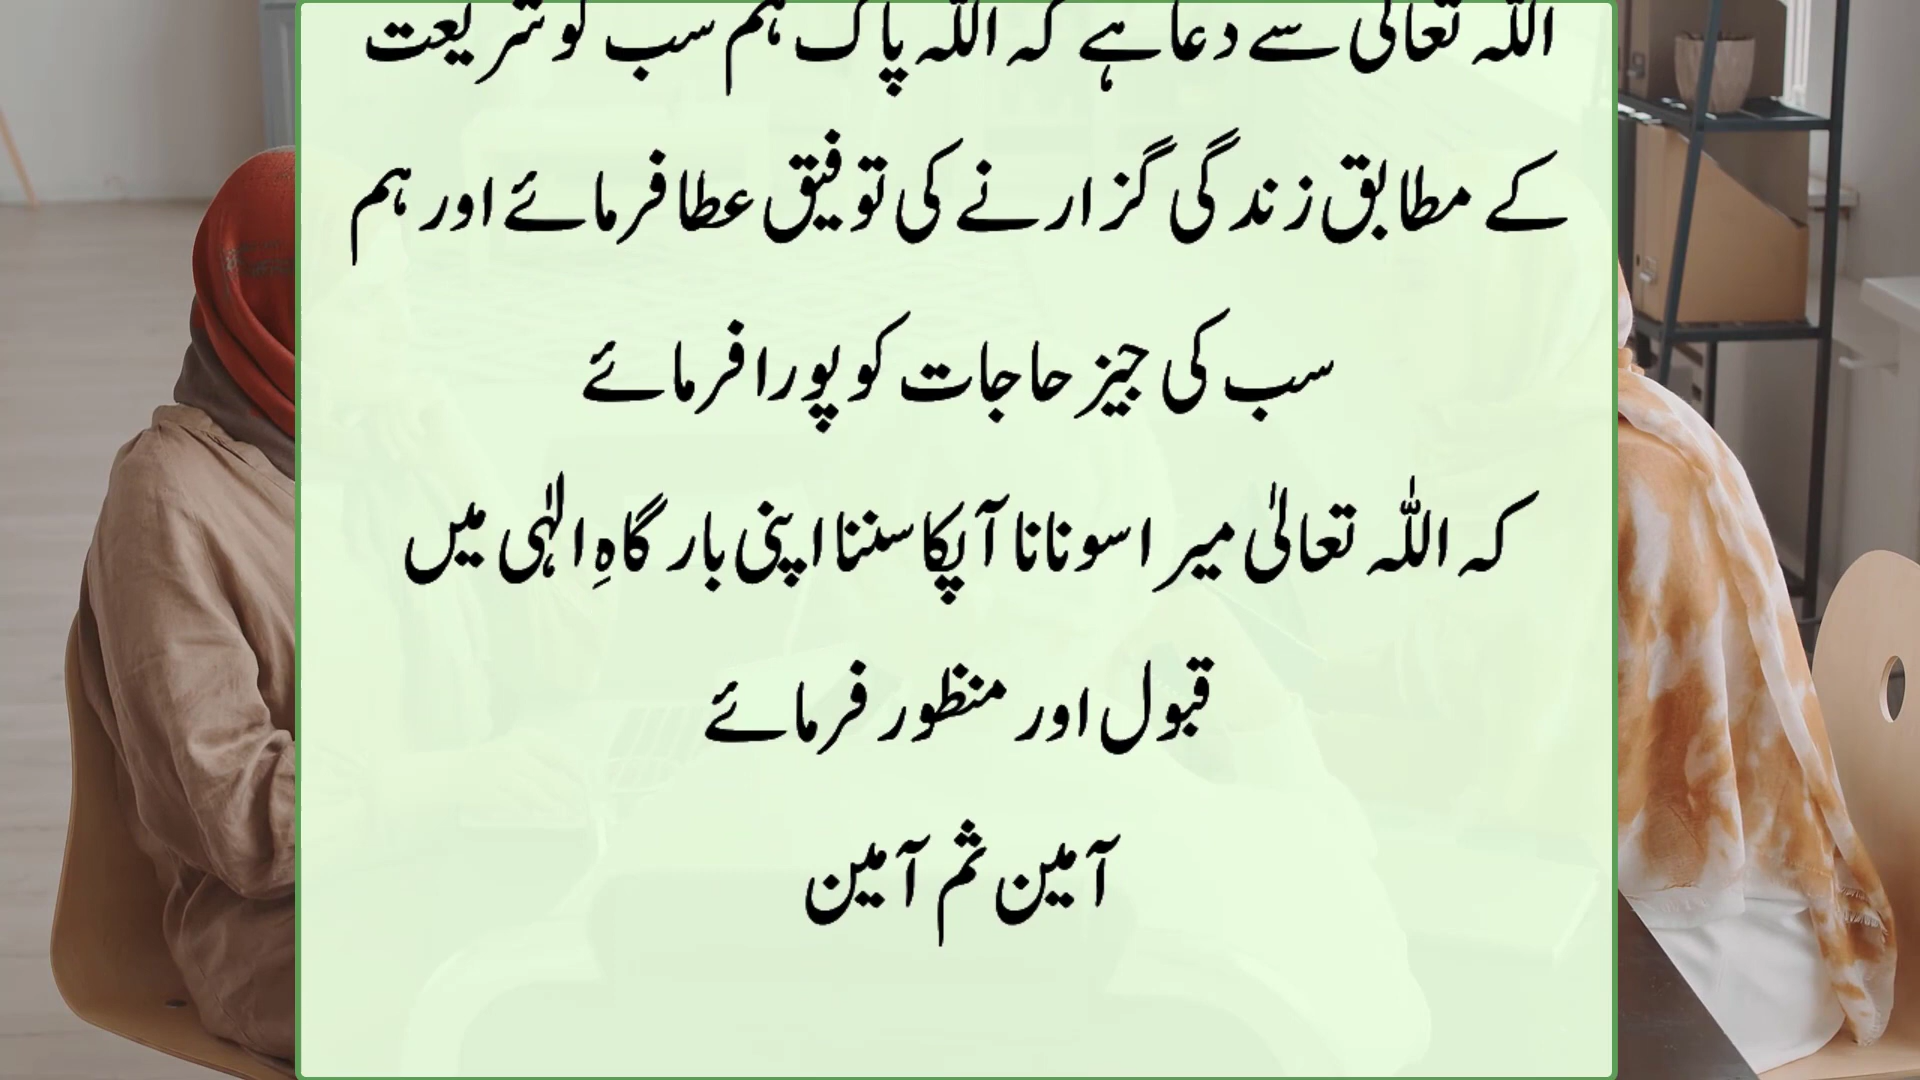 اللہ تعالیٰ سے دعا ہے کہ اللہ پاک ہم سب کو شریعت
کے مطابق زندگی گزارنے کی توفیق عطا فرمائے اور ہم
سب کی جیز حاجات کو پورا فرمائے
کہ اللہ تعالیٰ میرا سونانا آپکا سننا اپنی بارگاہِ الٰہی میں
قبول اور منظور فرمائے
آمین ثم آمین